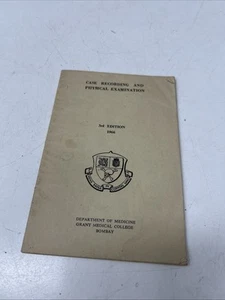 CASE RECORDING AND
PHYSICAL EXAMINATION
3rd EDITION
DEPARTMENT OF MEDICINE
GRANT MEDICAL COLLEGE
BOMBAY